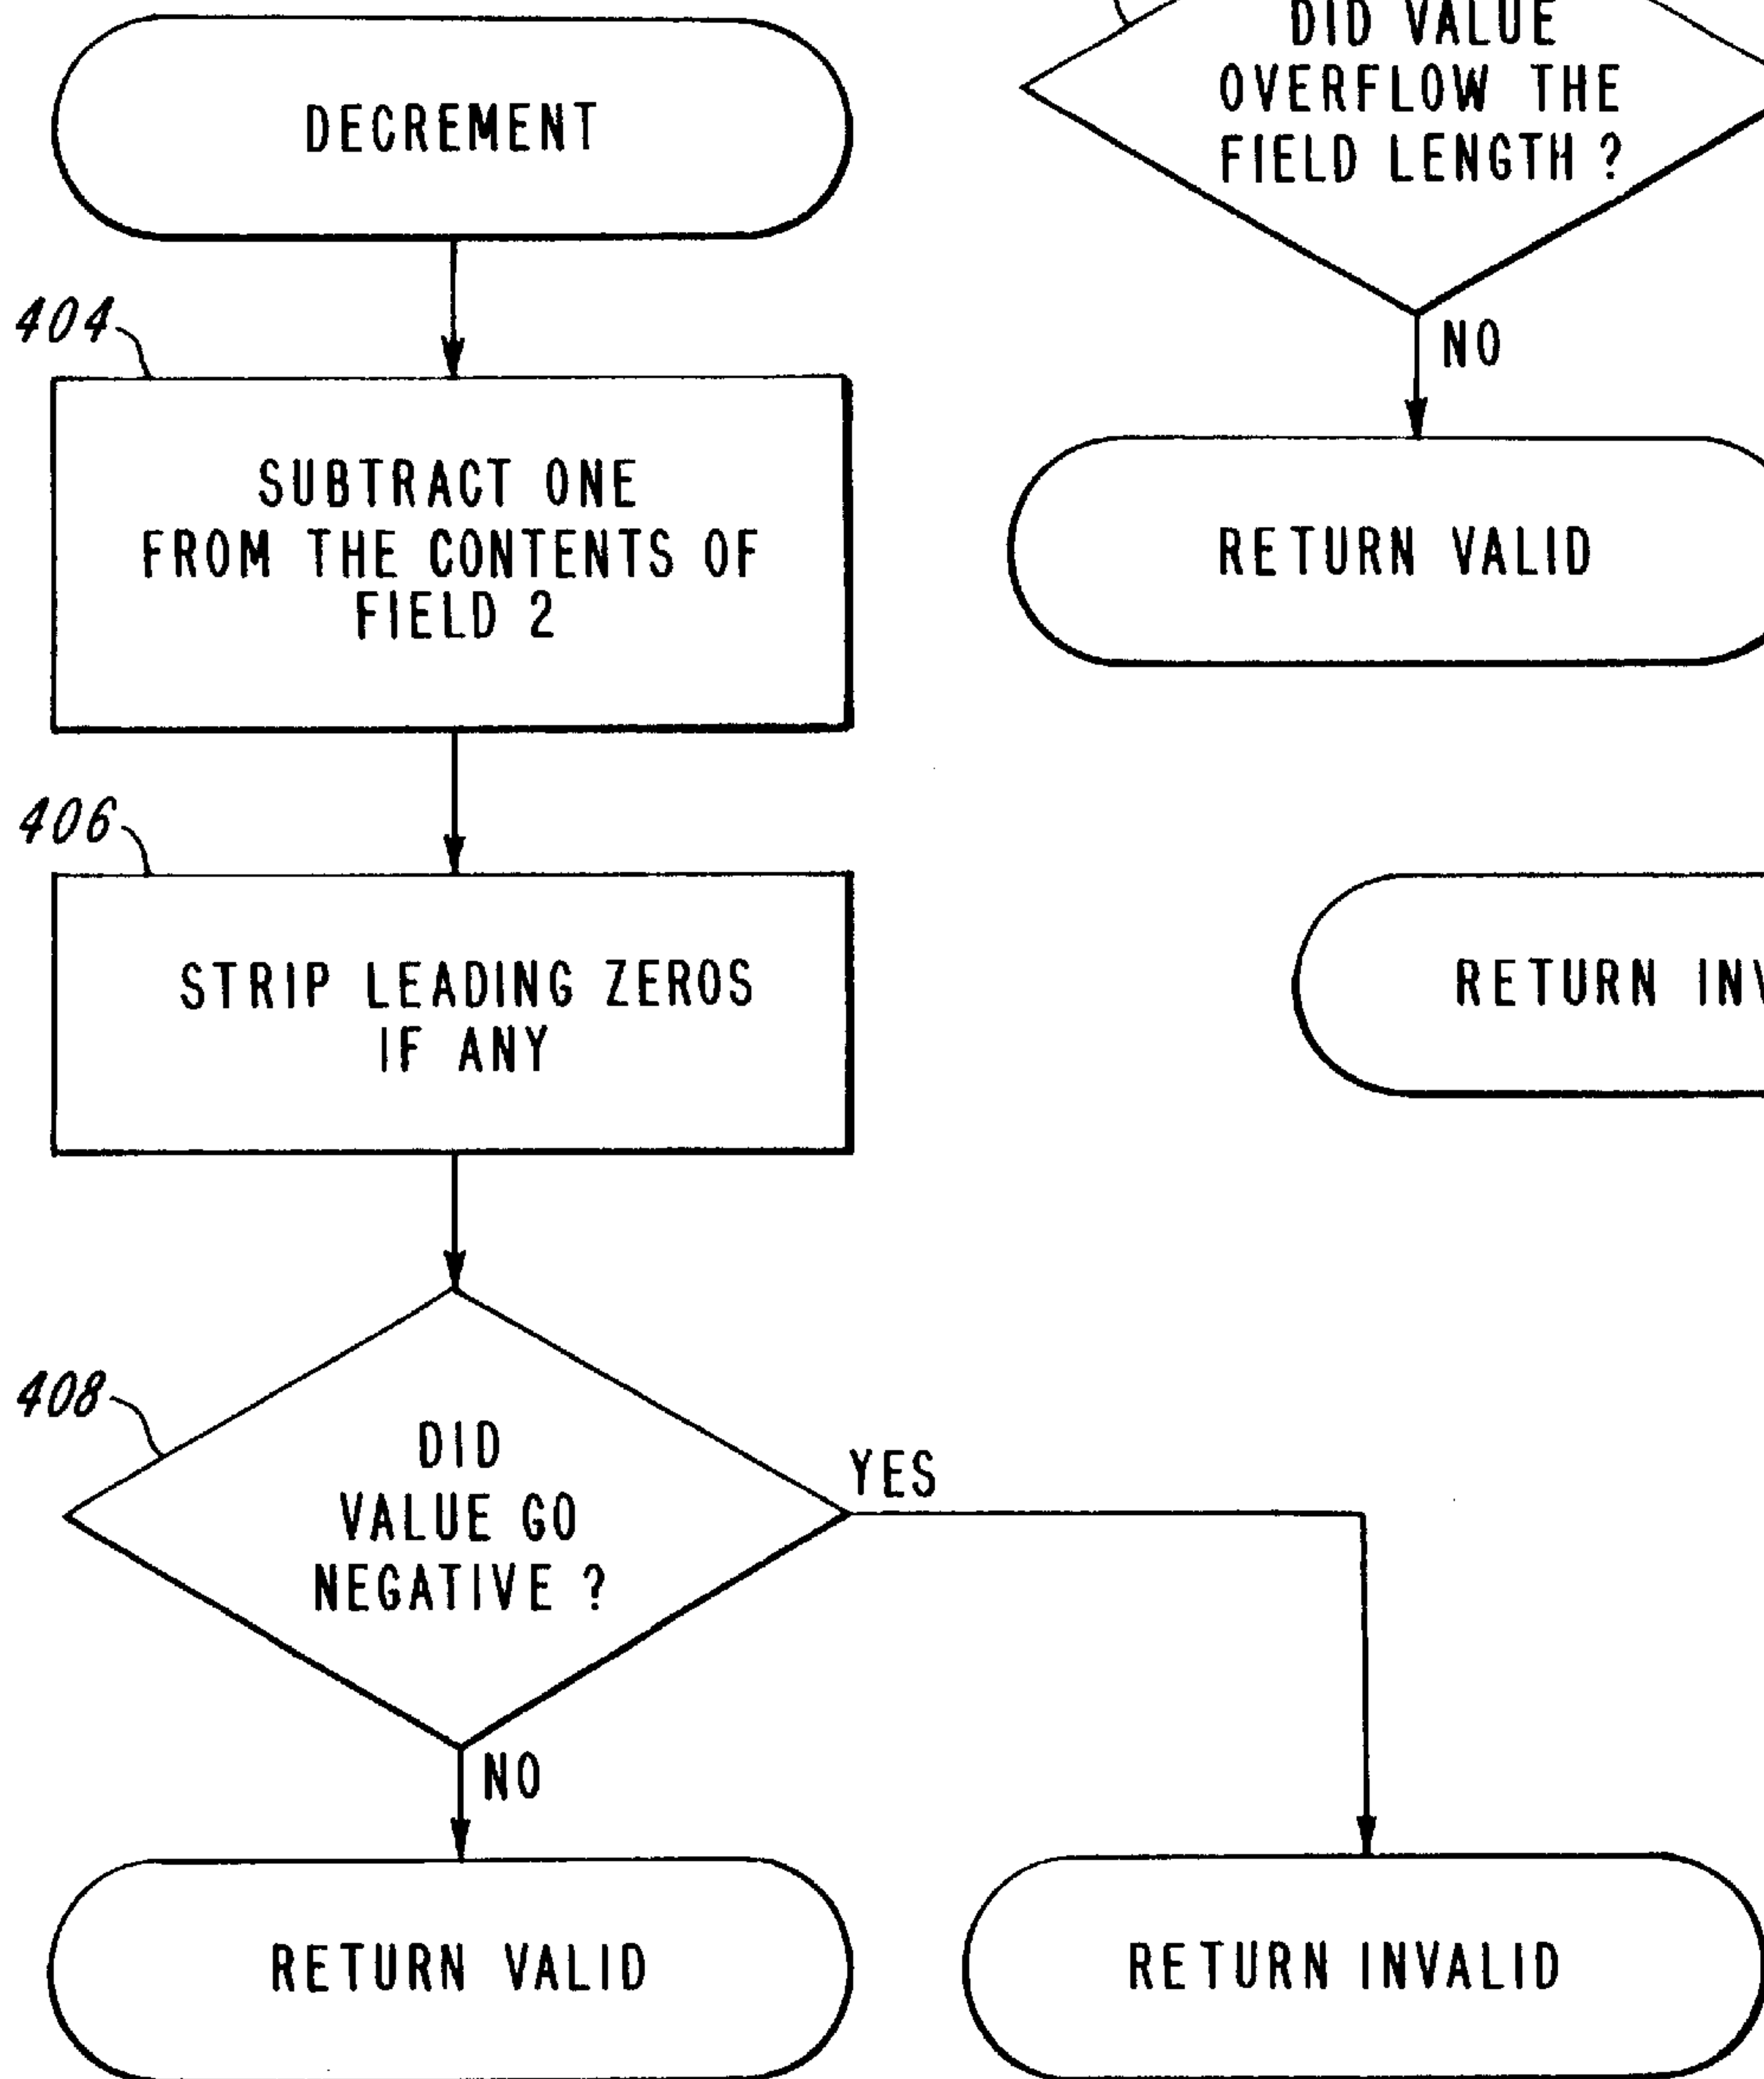 DECREMENT
404
SUBTRACT ONE
FROM THE CONTENTS OF
FIELD 2
406
STRIP LEADING ZEROS
IF ANY
408
DID
VALUE GO
NEGATIVE ?
YES
NO
RETURN VALID
RETURN INVALID
DID VALUE
OVERFLOW THE
FIELD LENGTH ?
NO
RETURN VALID
RETURN